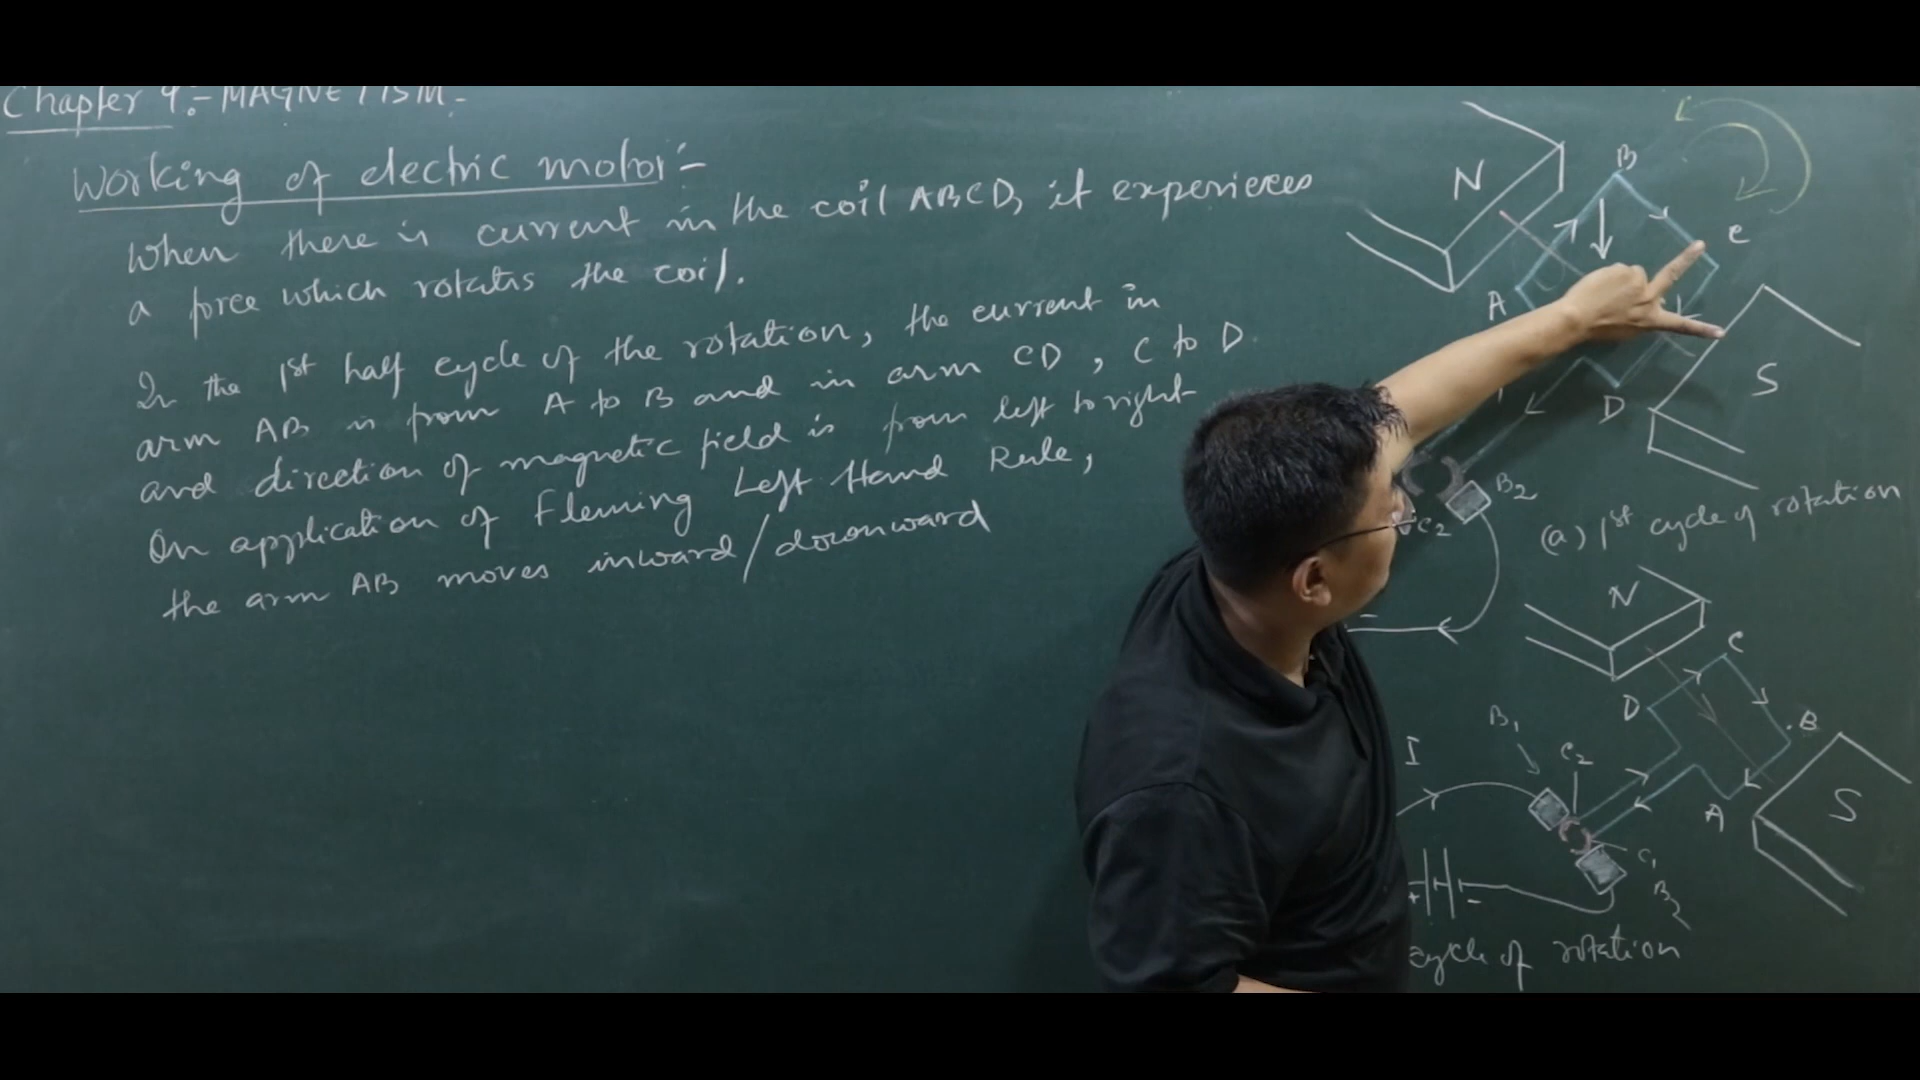 Chapter 9:- MAGNETISM-
Working of electric motor:-
When there is current in the coil ABCD, it experiences
a force which rotates the coil.
In the 1st half cycle of the rotation, the current in
arm AB is from A to B and in arm CD, C to D
and direction of magnetic field is from left to right
On application of Fleming Left Hand Rule,
the arm AB moves inward/downward
N
B
C
A
S
D
B2
C2
(a) 1st cycle of rotation
-
N
C
D
B
B1
C2
I
A
S
C1
B2
+
-
cycle of rotation